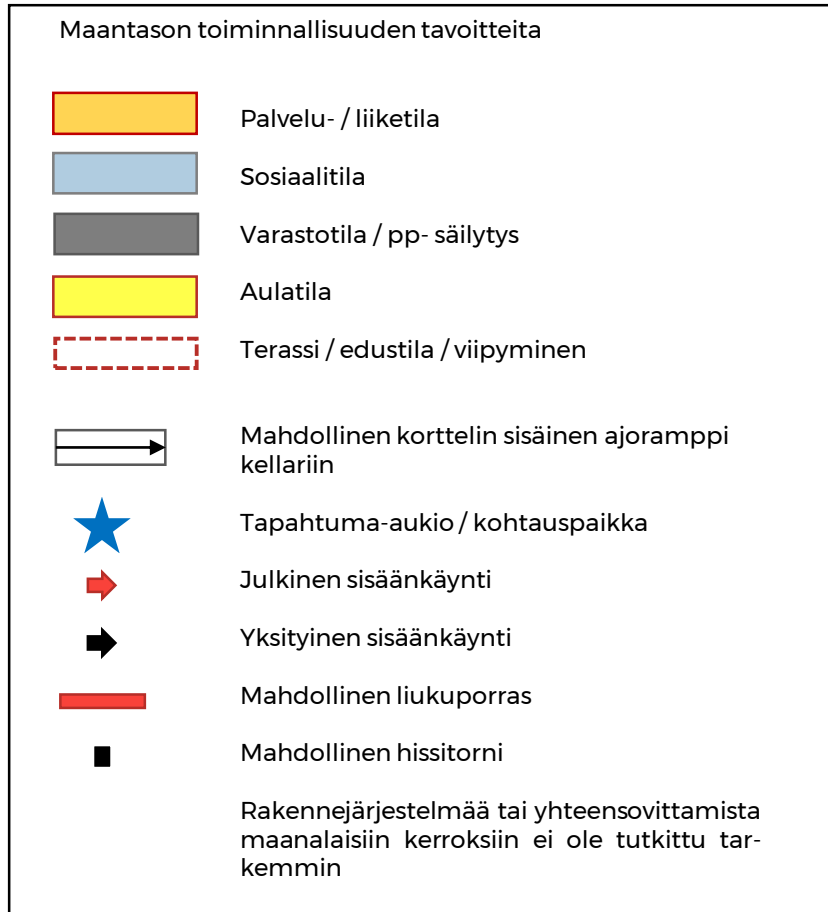 Maantason toiminnallisuuden tavoitteita
Palvelu- / liiketila
Sosiaalitila
Varastotila / pp- säilytys
Aulatila
Terassi / edustila / viipyminen
Mahdollinen korttelin sisäinen ajoramppi
kellariin
Tapahtuma-aukio / kohtauspaikka
Julkinen sisäänkäynti
Yksityinen sisäänkäynti
Mahdollinen liukuporras
Mahdollinen hissitorni
Rakennejärjestelmää tai yhteensovittamista
maanalaisiin kerroksiin ei ole tutkittu tar-
kemmin